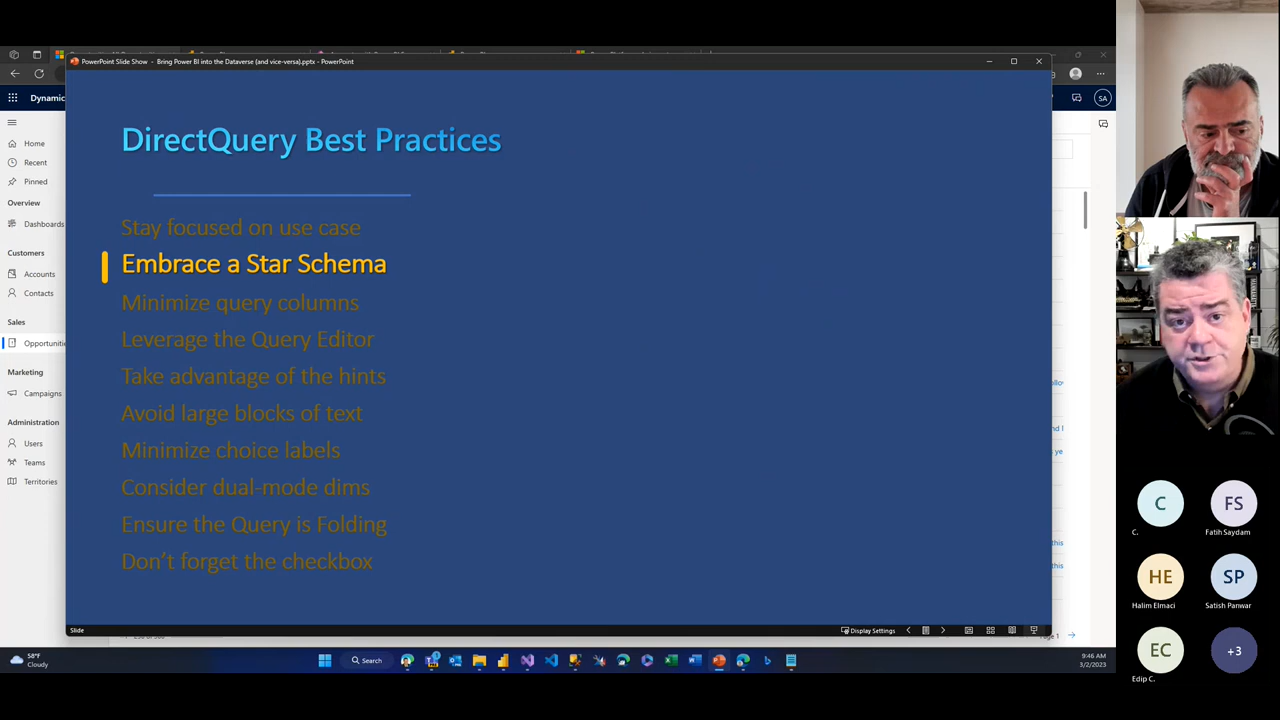 PowerPoint Slide Show - Bring Power BI into the Dataverse (and vice-versa).pptx - PowerPoint
Dynamic
SA
Home
Recent
Pinned
Overview
Dashboards
Customers
Accounts
Contacts
Sales
Opportunitie
Marketing
Campaigns
Administration
Users
Teams
Territories
DirectQuery Best Practices
Stay focused on use case
Embrace a Star Schema
Minimize query columns
Leverage the Query Editor
Take advantage of the hints
Avoid large blocks of text
Minimize choice labels
Consider dual-mode dims
Ensure the Query is Folding
Don't forget the checkbox
Slide
Display Settings
Page 1
58°F
Cloudy
Search
9:46 AM
3/2/2023
C
C.
FS
Fatih Saydam
HE
Halim Elmaci
SP
Satish Panwar
EC
Edip C.
+3